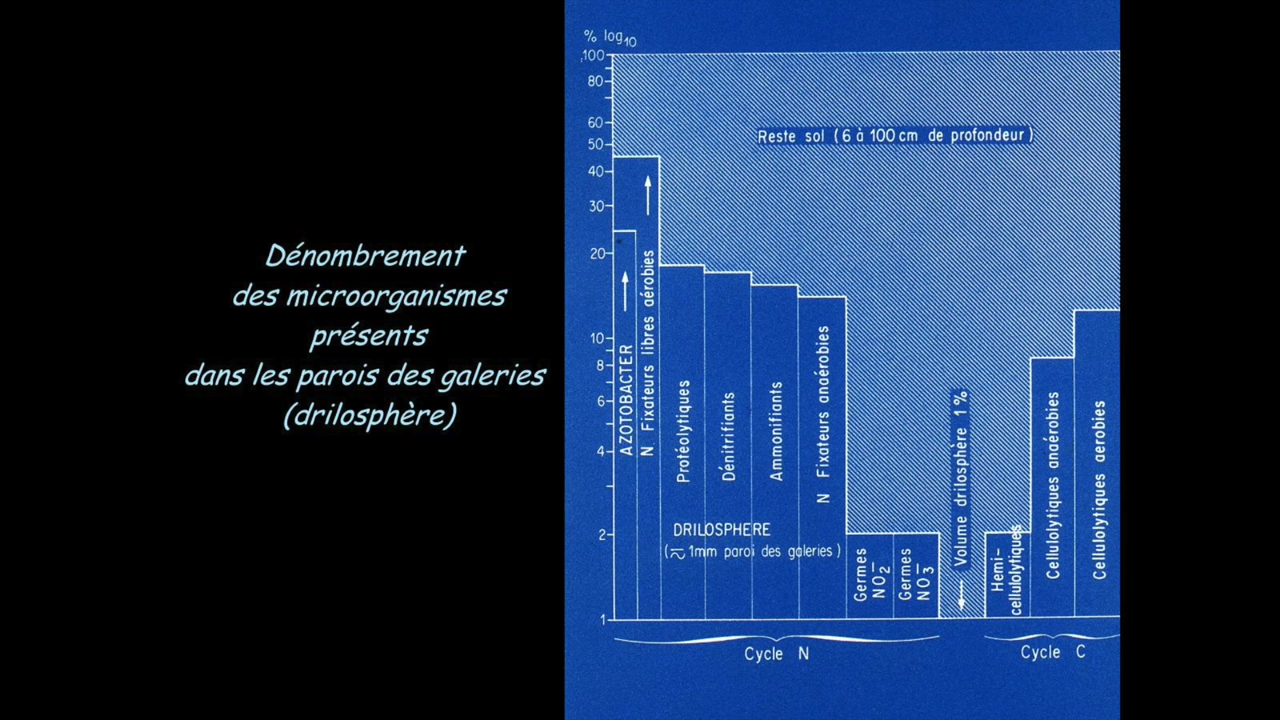 Dénombrement
des microorganismes
présents
dans les parois des galeries
(drilosphère)
% log10
100
80
60
50
40
30
20
10
8
6
4
2
1
Reste sol (6 à 100 cm de profondeur)
AZOTOBACTER
N Fixateurs libres aérobies
Protéolytiques
Dénitrifiants
Ammonifiants
N Fixateurs anaérobies
DRILOSPHERE
1mm paroi des galeries)
Germes
NO2-
Germes
NO3-
Volume drilosphère 1%
Hemi-
cellulolytiques
Cellulolytiques anaérobies
Cellulolytiques aerobies
Cycle N
Cycle C